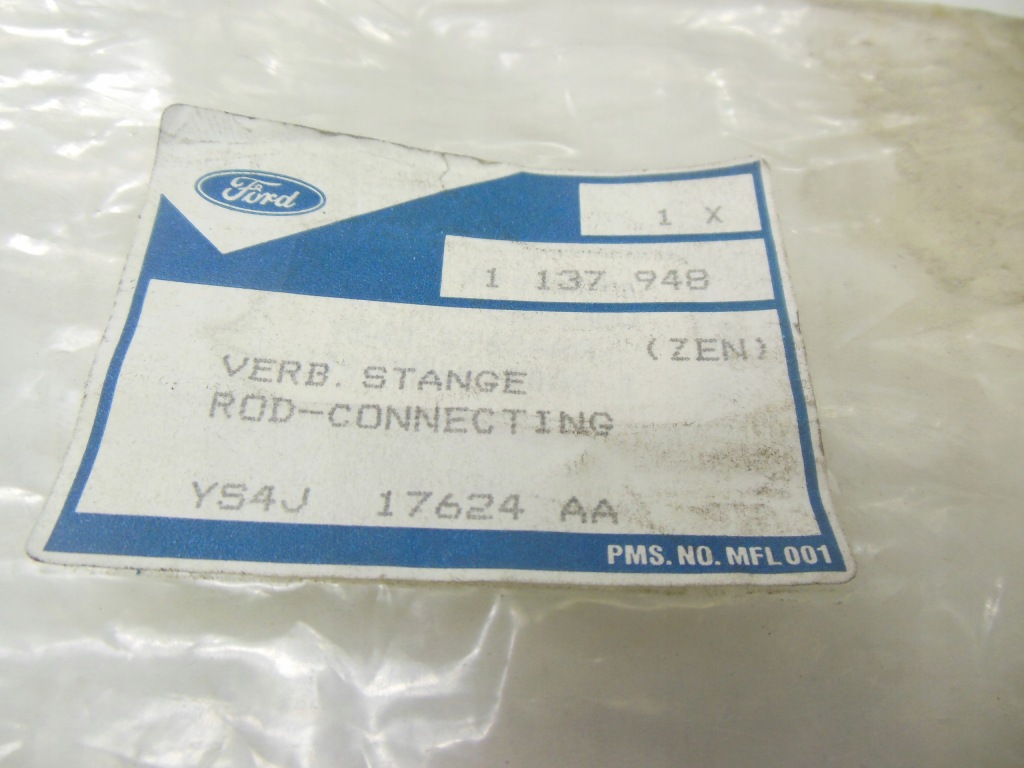 Ford
1 X
1 137 948
(ZEN)
VERB. STANGE
ROD-CONNECTING
YS4J 17624 AA
PMS. NO. MFL001